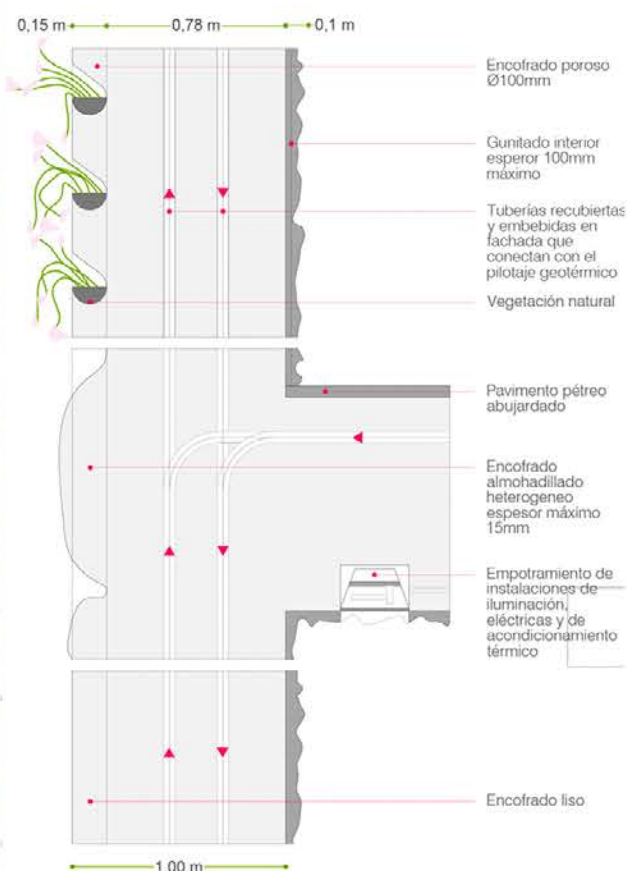 0,15 m
0,78 m
0,1 m
Encofrado poroso
Ø100mm
Gunitado interior
esperor 100mm
máximo
Tuberías recubiertas
y embebidas en
fachada que
conectan con el
pilotaje geotérmico
Vegetación natural
Pavimento pétreo
abujardado
Encofrado
almohadillado
heterogeneo
espesor máximo
15mm
Empotramiento de
instalaciones de
iluminación,
eléctricas y de
acondicionamiento
térmico
Encofrado liso
1,00 m